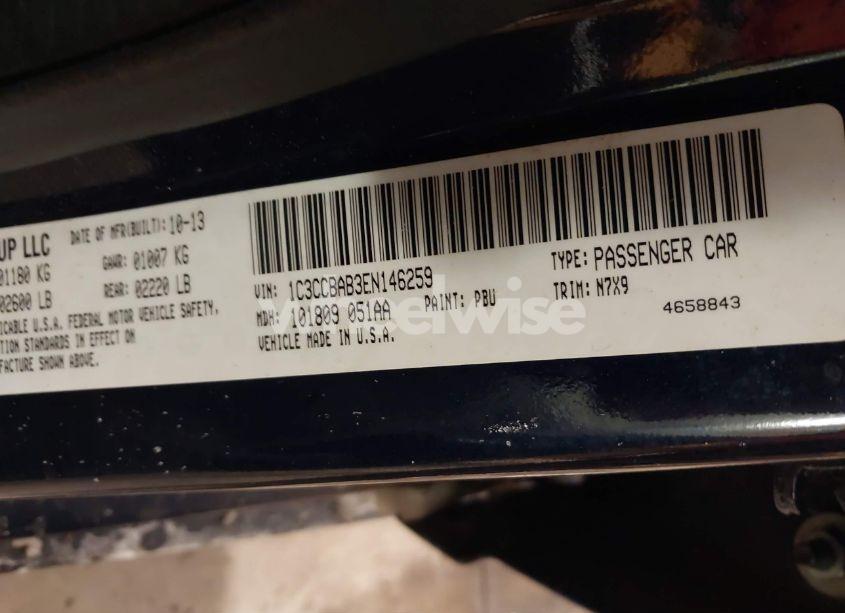 UP LLC DATE OF MFR(BUILT): 10-13
01180 KG GAWR: 01007 KG
02600 LB REAR: 02220 LB
ICABLE U.S.A. FEDERAL MOTOR VEHICLE SAFETY,
TION STANDARDS IN EFFECT ON
FACTURE SHOWN ABOVE.
VIN: 1C3CCBAB3EN146259 TYPE: PASSENGER CAR
MDH: 101809 051AA PAINT: PBU TRIM: N7X9
VEHICLE MADE IN U.S.A. 4658843